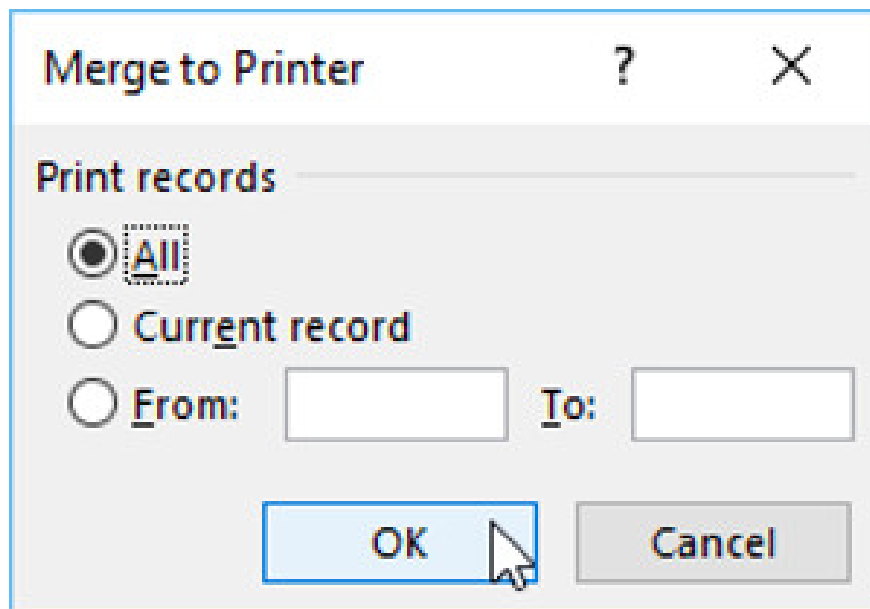 Merge to Printer ?
Print records
All
Current record
From: To:
OK Cancel